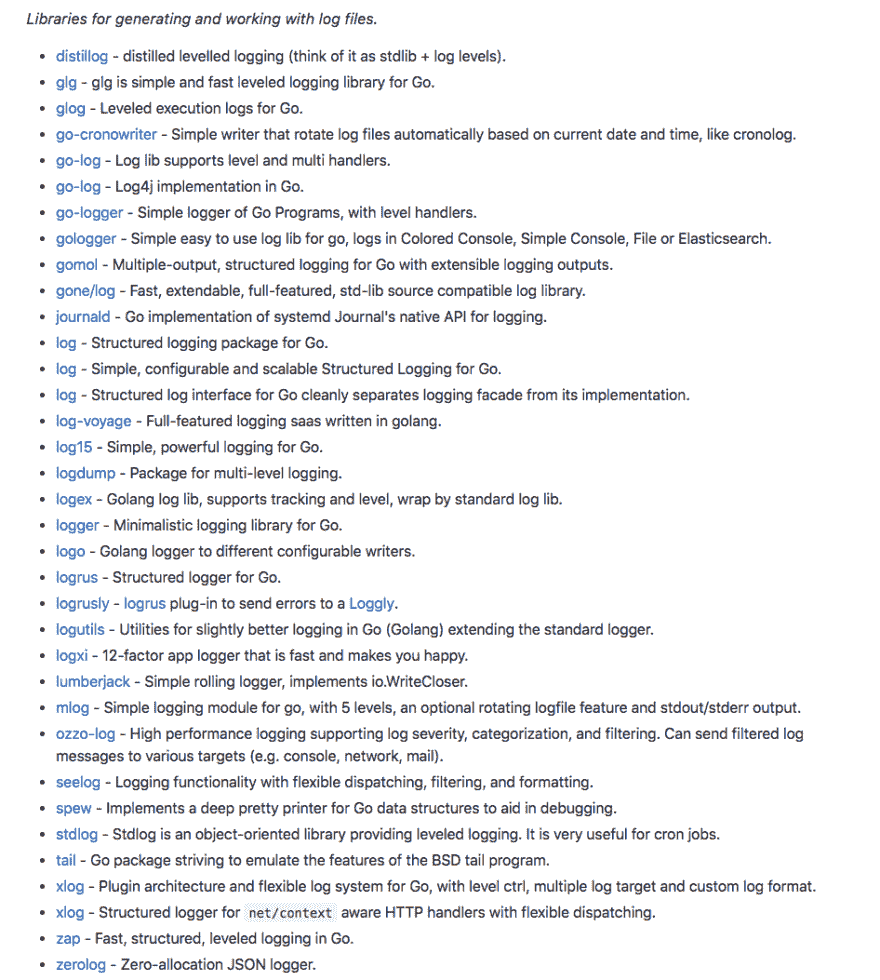 Libraries for generating and working with log files.
• distillog - distilled levelled logging (think of it as stdlib + log levels).
• glg - glg is simple and fast leveled logging library for Go.
• glog - Leveled execution logs for Go.
• go-cronowriter - Simple writer that rotate log files automatically based on current date and time, like cronolog.
• go-log - Log lib supports level and multi handlers.
• go-log - Log4j implementation in Go.
• go-logger - Simple logger of Go Programs, with level handlers.
• gologger - Simple easy to use log lib for go, logs in Colored Console, Simple Console, File or Elasticsearch.
• gomol - Multiple-output, structured logging for Go with extensible logging outputs.
• gone/log - Fast, extendable, full-featured, std-lib source compatible log library.
• journald - Go implementation of systemd Journal's native API for logging.
• log - Structured logging package for Go.
• log - Simple, configurable and scalable Structured Logging for Go.
• log - Structured log interface for Go cleanly separates logging facade from its implementation.
• log-voyage - Full-featured logging saas written in golang.
• log15 - Simple, powerful logging for Go.
• logdump - Package for multi-level logging.
• logex - Golang log lib, supports tracking and level, wrap by standard log lib.
• logger - Minimalistic logging library for Go.
• logo - Golang logger to different configurable writers.
• logrus - Structured logger for Go.
• logrusly - logrus plug-in to send errors to a Loggly.
• logutils - Utilities for slightly better logging in Go (Golang) extending the standard logger.
• logxi - 12-factor app logger that is fast and makes you happy.
• lumberjack - Simple rolling logger, implements io.WriteCloser.
• mlog - Simple logging module for go, with 5 levels, an optional rotating logfile feature and stdout/stderr output.
• ozzo-log - High performance logging supporting log severity, categorization, and filtering. Can send filtered log
messages to various targets (e.g. console, network, mail).
• seelog - Logging functionality with flexible dispatching, filtering, and formatting.
• spew - Implements a deep pretty printer for Go data structures to aid in debugging.
• stdlog - Stdlog is an object-oriented library providing leveled logging. It is very useful for cron jobs.
• tail - Go package striving to emulate the features of the BSD tail program.
• xlog - Plugin architecture and flexible log system for Go, with level ctrl, multiple log target and custom log format.
• xlog - Structured logger for net/context aware HTTP handlers with flexible dispatching.
• zap - Fast, structured, leveled logging in Go.
• zerolog - Zero-allocation JSON logger.